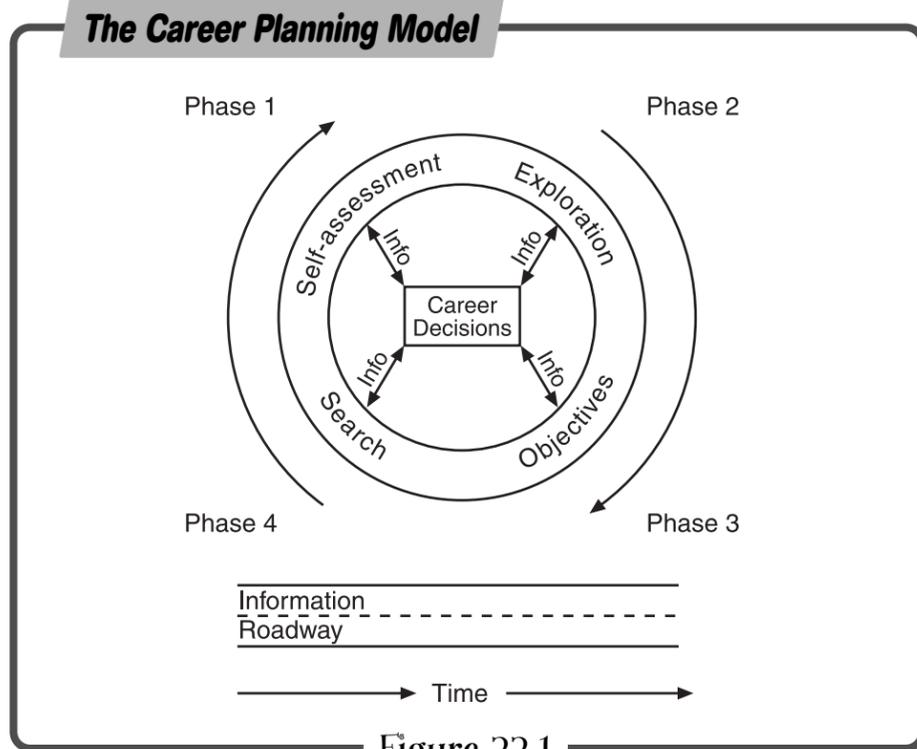 The Career Planning Model
Phase 1
Phase 2
Self-assessment
Exploration
Info
Info
Career
Decisions
Info
Info
Search
Objectives
Phase 4
Phase 3
Information
Roadway
Time
Figure 22.1